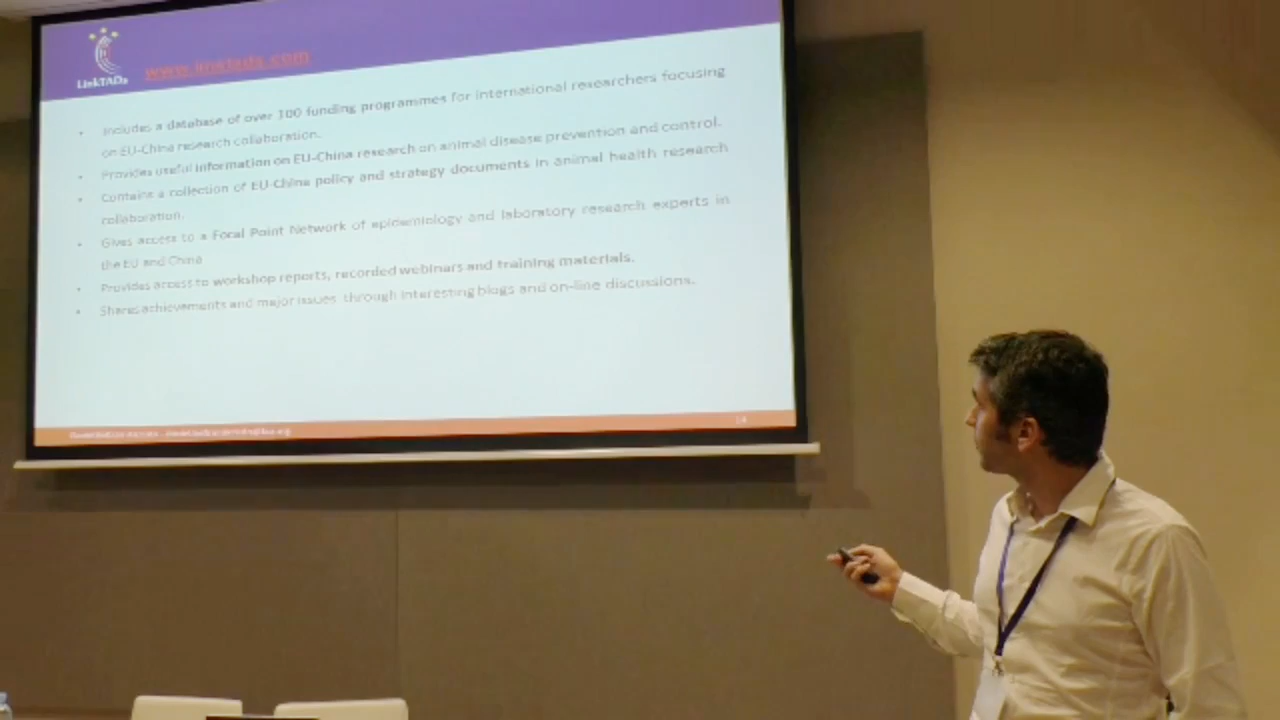 LinkTADs
www.linktads.com
Includes a database of over 100 funding programmes for international researchers focusing
on EU-China research collaboration.
Provides useful information on EU-China research on animal disease prevention and control.
Contains a collection of EU-China policy and strategy documents in animal health research
collaboration.
Gives access to a Focal Point Network of epidemiology and laboratory research experts in
the EU and China
Provides access to workshop reports, recorded webinars and training materials.
Shares achievements and major issues through interesting blogs and on-line discussions.
14